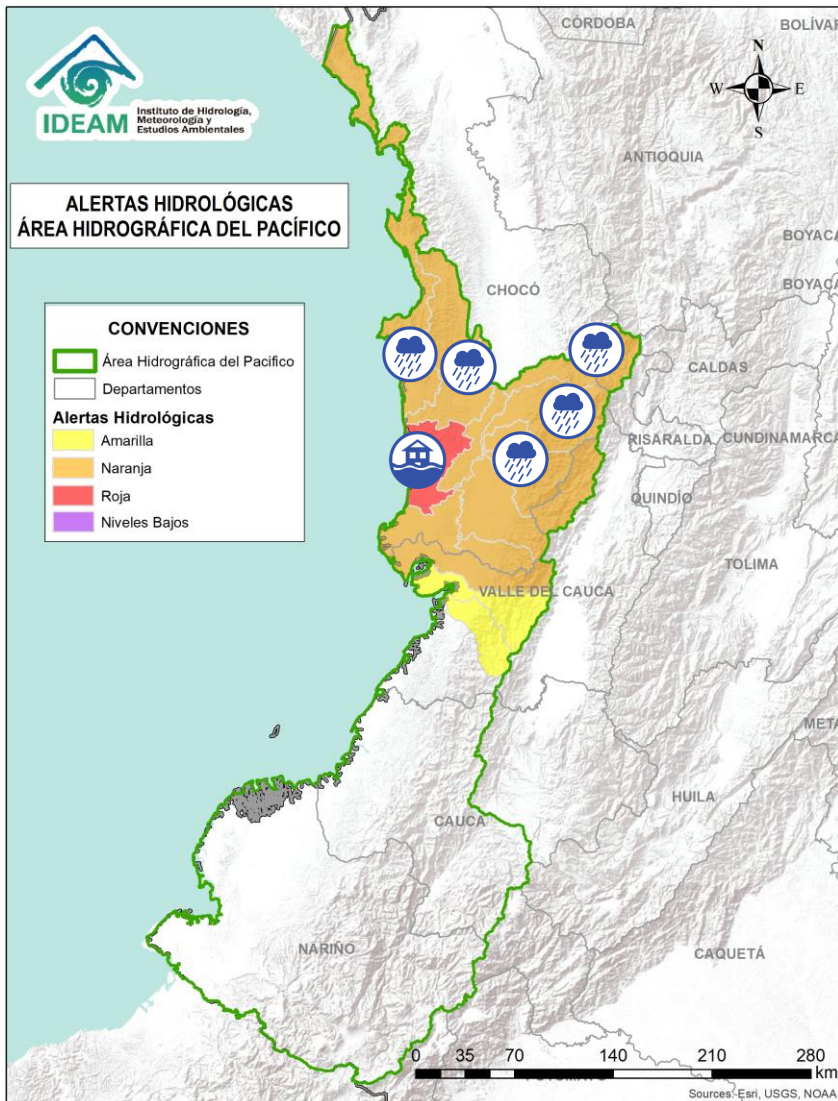 CÓRDOBA
BOLÍVAR
IDEAM
Instituto de Hidrología,
Meteorología y
Estudios Ambientales
N
W
E
S
ANTIOQUIA
ALERTAS HIDROLÓGICAS
ÁREA HIDROGRÁFICA DEL PACÍFICO
BOYACÁ
BOYACÁ
CHOCÓ
CONVENCIONES
Área Hidrográfica del Pacifico
Departamentos
Alertas Hidrológicas
Amarilla
Naranja
Roja
Niveles Bajos
CALDAS
RISARALDA
CUNDINAMARCA
QUINDÍO
TOLIMA
VALLE DEL CAUCA
META
HUILA
CAUCA
CAQUETÁ
NARIÑO
0 35 70 140 210 280
km
PUTUMAYO
Sources: Esri, USGS, NOAA